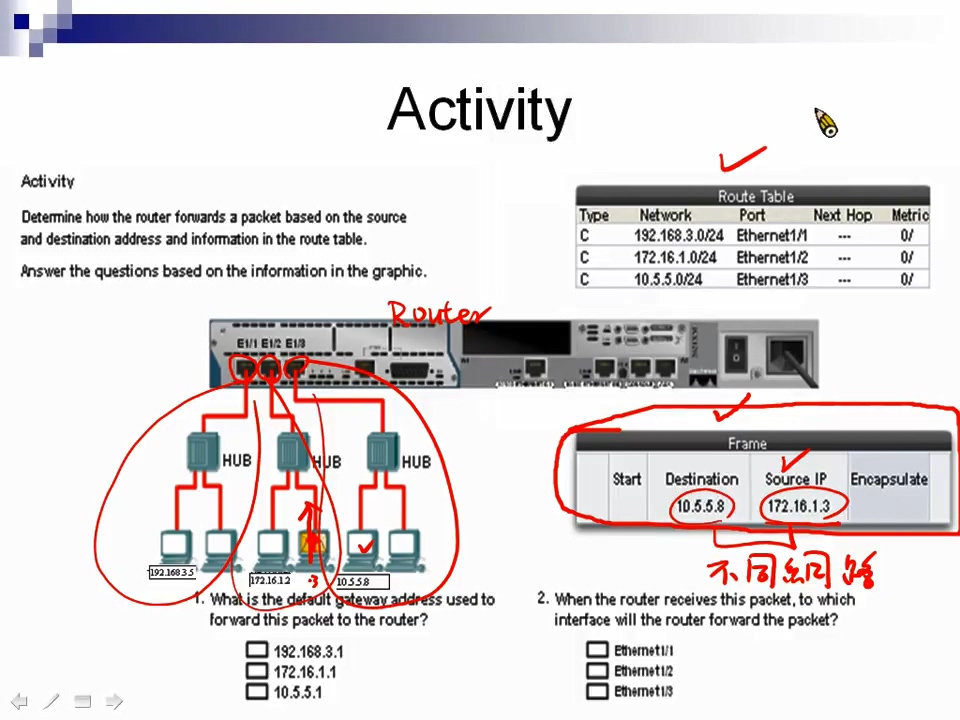 Activity
Activity
Determine how the router forwards a packet based on the source
and destination address and information in the route table.
Answer the questions based on the information in the graphic.
Route Table
Type Network Port Next Hop Metric
C 192.168.3.0/24 Ethernet1/1 --- 0/
C 172.16.1.0/24 Ethernet1/2 --- 0/
C 10.5.5.0/24 Ethernet1/3 --- 0/
Router
E1/1 E1/2 E1/3
HUB HUB HUB
Frame
Start Destination Source IP Encapsulate
10.5.5.8 172.16.1.3
不同網路
192.168.3.5 172.16.1.2 .3 10.5.5.8
1. What is the default gateway address used to
forward this packet to the router?
192.168.3.1
172.16.1.1
10.5.5.1
2. When the router receives this packet, to which
interface will the router forward the packet?
Ethernet1/1
Ethernet1/2
Ethernet1/3